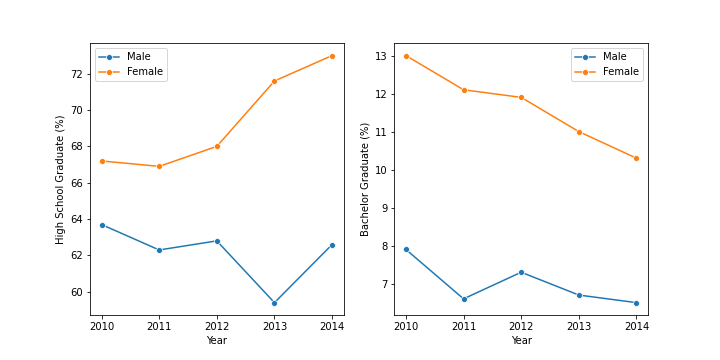 Male
Female
High School Graduate (%)
72
70
68
66
64
62
60
2010 2011 2012 2013 2014
Year
Male
Female
Bachelor Graduate (%)
13
12
11
10
9
8
7
2010 2011 2012 2013 2014
Year